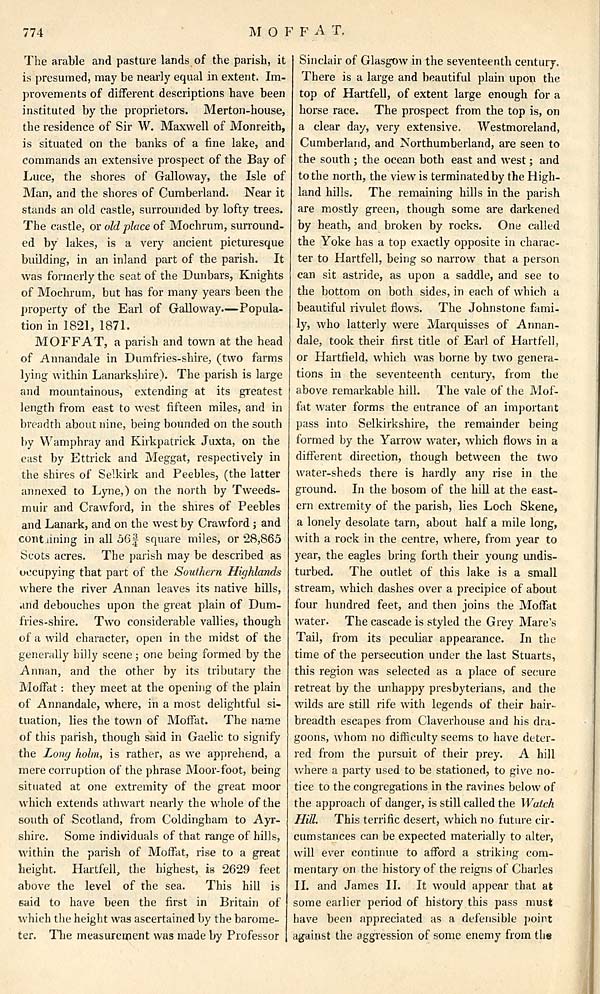 774
MOFFAT.
The arable and pasture lands of the parish, it
is presumed, may be nearly equal in extent. Im-
provements of different descriptions have been
instituted by the proprietors. Merton-house,
the residence of Sir W. Maxwell of Monreith,
is situated on the banks of a fine lake, and
commands an extensive prospect of the Bay of
Luce, the shores of Galloway, the Isle of
Man, and the shores of Cumberland. Near it
stands an old castle, surrounded by lofty trees.
The castle, or old place of Mochrum, surround-
ed by lakes, is a very ancient picturesque
building, in an inland part of the parish. It
was formerly the seat of the Dunbars, Knights
of Mochrum, but has for many years been the
property of the Earl of Galloway.—Popula-
tion in 1821, 1871.
MOFFAT, a parish and town at the head
of Annandale in Dumfries-shire, (two farms
lying within Lanarkshire). The parish is large
and mountainous, extending at its greatest
length from east to west fifteen miles, and in
breadth about nine, being bounded on the south
by Wamphray and Kirkpatrick Juxta, on the
east by Ettrick and Meggat, respectively in
the shires of Selkirk and Peebles, (the latter
annexed to Lyne,) on the north by Tweeds-
muir and Crawford, in the shires of Peebles
and Lanark, and on the west by Crawford; and
containing in all 56¾ square miles, or 28,865
Scots acres. The parish may be described as
occupying that part of the Southern Highlands
where the river Annan leaves its native hills,
and debouches upon the great plain of Dum-
fries-shire. Two considerable vallies, though
of a wild character, open in the midst of the
generally hilly scene; one being formed by the
Annan, and the other by its tributary the
Moffat: they meet at the opening of the plain
of Annandale, where, in a most delightful si-
tuation, lies the town of Moffat. The name
of this parish, though said in Gaelic to signify
the Long holm, is rather, as we apprehend, a
mere corruption of the phrase Moor-foot, being
situated at one extremity of the great moor
which extends athwart nearly the whole of the
south of Scotland, from Coldingham to Ayr-
shire. Some individuals of that range of hills,
within the parish of Moffat, rise to a great
height. Hartfell, the highest, is 2629 feet
above the level of the sea. This hill is
said to have been the first in Britain of
which the height was ascertained by the barome-
ter. The measurement was made by Professor
Sinclair of Glasgow in the seventeenth century.
There is a large and beautiful plain upon the
top of Hartfell, of extent large enough for a
horse race. The prospect from the top is, on
a clear day, very extensive. Westmoreland,
Cumberland, and Northumberland, are seen to
the south; the ocean both east and west; and
to the north, the view is terminated by the High-
land hills. The remaining hills in the parish
are mostly green, though some are darkened
by heath, and broken by rocks. One called
the Yoke has a top exactly opposite in charac-
ter to Hartfell, being so narrow that a person
can sit astride, as upon a saddle, and see to
the bottom on both sides, in each of which a
beautiful rivulet flows. The Johnstone fami-
ly, who latterly were Marquisses of Annan-
dale, took their first title of Earl of Hartfell,
or Hartfield, which was borne by two genera-
tions in the seventeenth century, from the
above remarkable hill. The vale of the Mof-
fat water forms the entrance of an important
pass into Selkirkshire, the remainder being
formed by the Yarrow water, which flows in a
different direction, though between the two
water-sheds there is hardly any rise in the
ground. In the bosom of the hill at the east-
ern extremity of the parish, lies Loch Skene,
a lonely desolate tarn, about half a mile long,
with a rock in the centre, where, from year to
year, the eagles bring forth their young undis-
turbed. The outlet of this lake is a small
stream, which dashes over a precipice of about
four hundred feet, and then joins the Moffat
water. The cascade is styled the Grey Mare's
Tail, from its peculiar appearance. In the
time of the persecution under the last Stuarts,
this region was selected as a place of secure
retreat by the unhappy presbyterians, and the
wilds are still rife with legends of their hair-
breadth escapes from Claverhouse and his dra-
goons, whom no difficulty seems to have deter-
red from the pursuit of their prey. A hill
where a party used to be stationed, to give no-
tice to the congregations in the ravines below of
the approach of danger, is still called the Watch
Hill. This terrific desert, which no future cir-
cumstances can be expected materially to alter,
will ever continue to afford a striking com-
mentary on the history of the reigns of Charles
II. and James II. It would appear that at
some earlier period of history this pass must
have been appreciated as a defensible point
against the aggression of some enemy from the